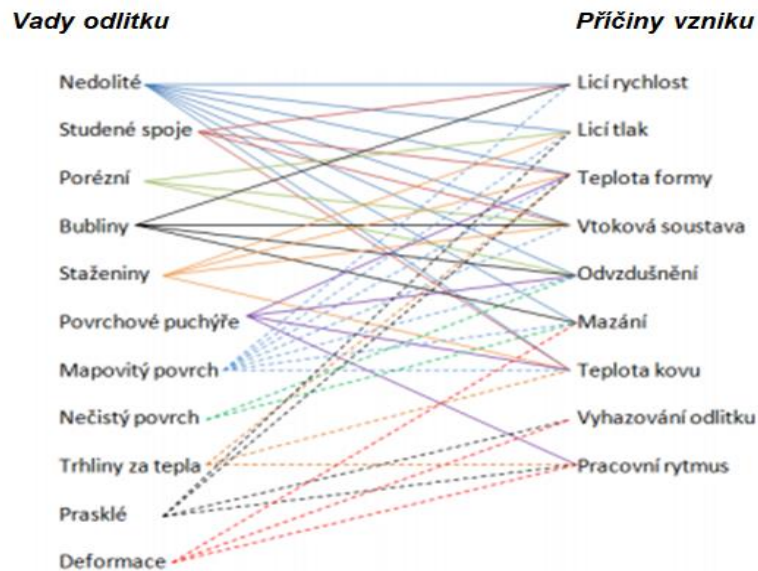 Vady odlitku
Příčiny vzniku
Nedolité
Studené spoje
Porézní
Bubliny
Staženiny
Povrchové puchýře
Mapovitý povrch
Nečistý povrch
Trhliny za tepla
Prasklé
Deformace
Licí rychlost
Licí tlak
Teplota formy
Vtoková soustava
Odvzdušnění
Mazání
Teplota kovu
Vyhazování odlitku
Pracovní rytmus